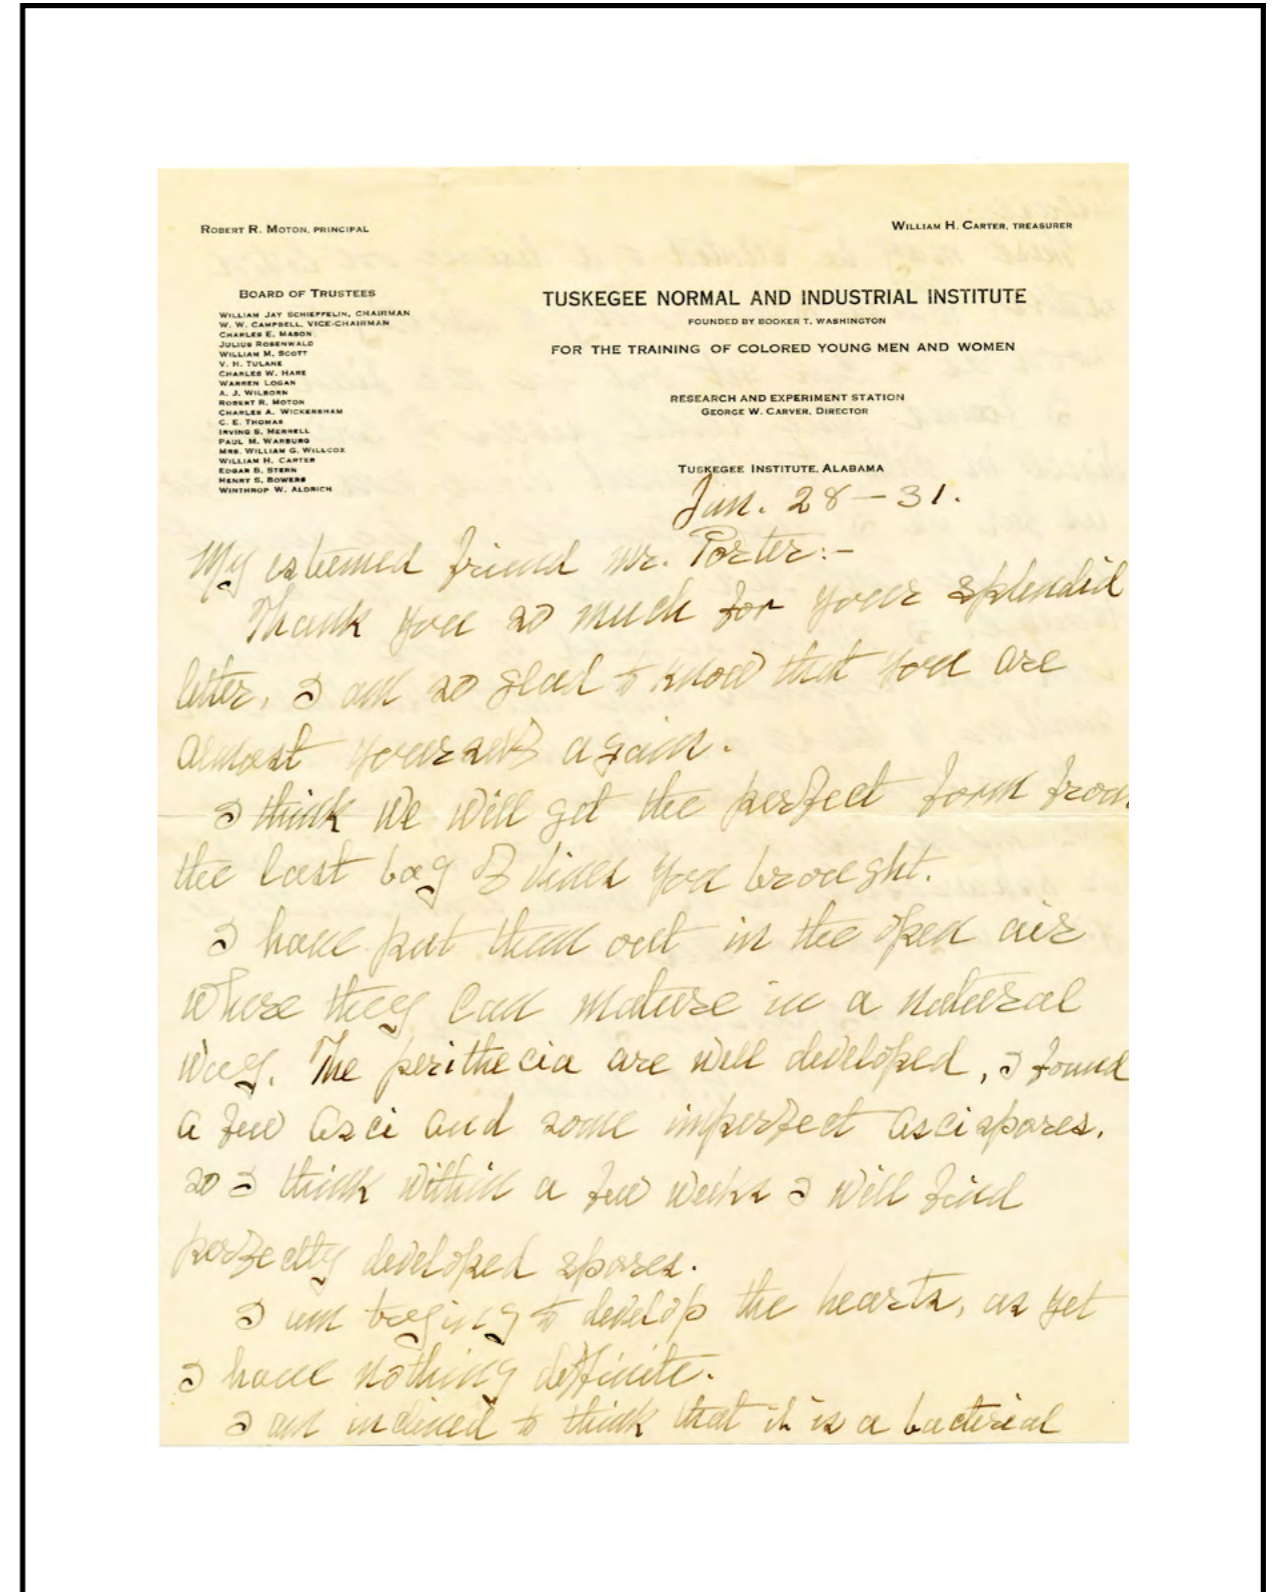 ROBERT R. MOTON, PRINCIPAL
WILLIAM H. CARTER, TREASURER
BOARD OF TRUSTEES
WILLIAM JAY SCHIEFFELIN, CHAIRMAN
W. W. CAMPBELL, VICE-CHAIRMAN
CHARLES E. MASON
JULIUS ROSENWALD
WILLIAM M. SCOTT
V. H. TULANE
CHARLES W. HARE
WARREN LOGAN
A. J. WILBORN
ROBERT R. MOTON
CHARLES A. WICKERSHAM
C. E. THOMAS
IRVING S. MERRELL
PAUL M. WARBURG
MRS. WILLIAM G. WILLCOX
WILLIAM H. CARTER
EDGAR B. STERN
HENRY S. BOWERS
WINTHROP W. ALDRICH
TUSKEGEE NORMAL AND INDUSTRIAL INSTITUTE
FOUNDED BY BOOKER T. WASHINGTON
FOR THE TRAINING OF COLORED YOUNG MEN AND WOMEN
RESEARCH AND EXPERIMENT STATION
GEORGE W. CARVER, DIRECTOR
TUSKEGEE INSTITUTE, ALABAMA
Jan. 28-31.
My esteemed friend Mr. Porter:-
Thank you so much for your splendid
letter, I am so glad to know that you are
almost yourself again.
I think we will get the perfect form from
the last bag of vines you brought.
I have put them out in the open air
where they can mature in a natural
way. The perithecia are well developed, I found
a few asci and some imperfect ascispores.
so I think within a few weeks I will find
perfectly developed spores.
I am to develop the hearts, as yet
I have nothing deffinite.
I am inclined to think that it is a bacterial